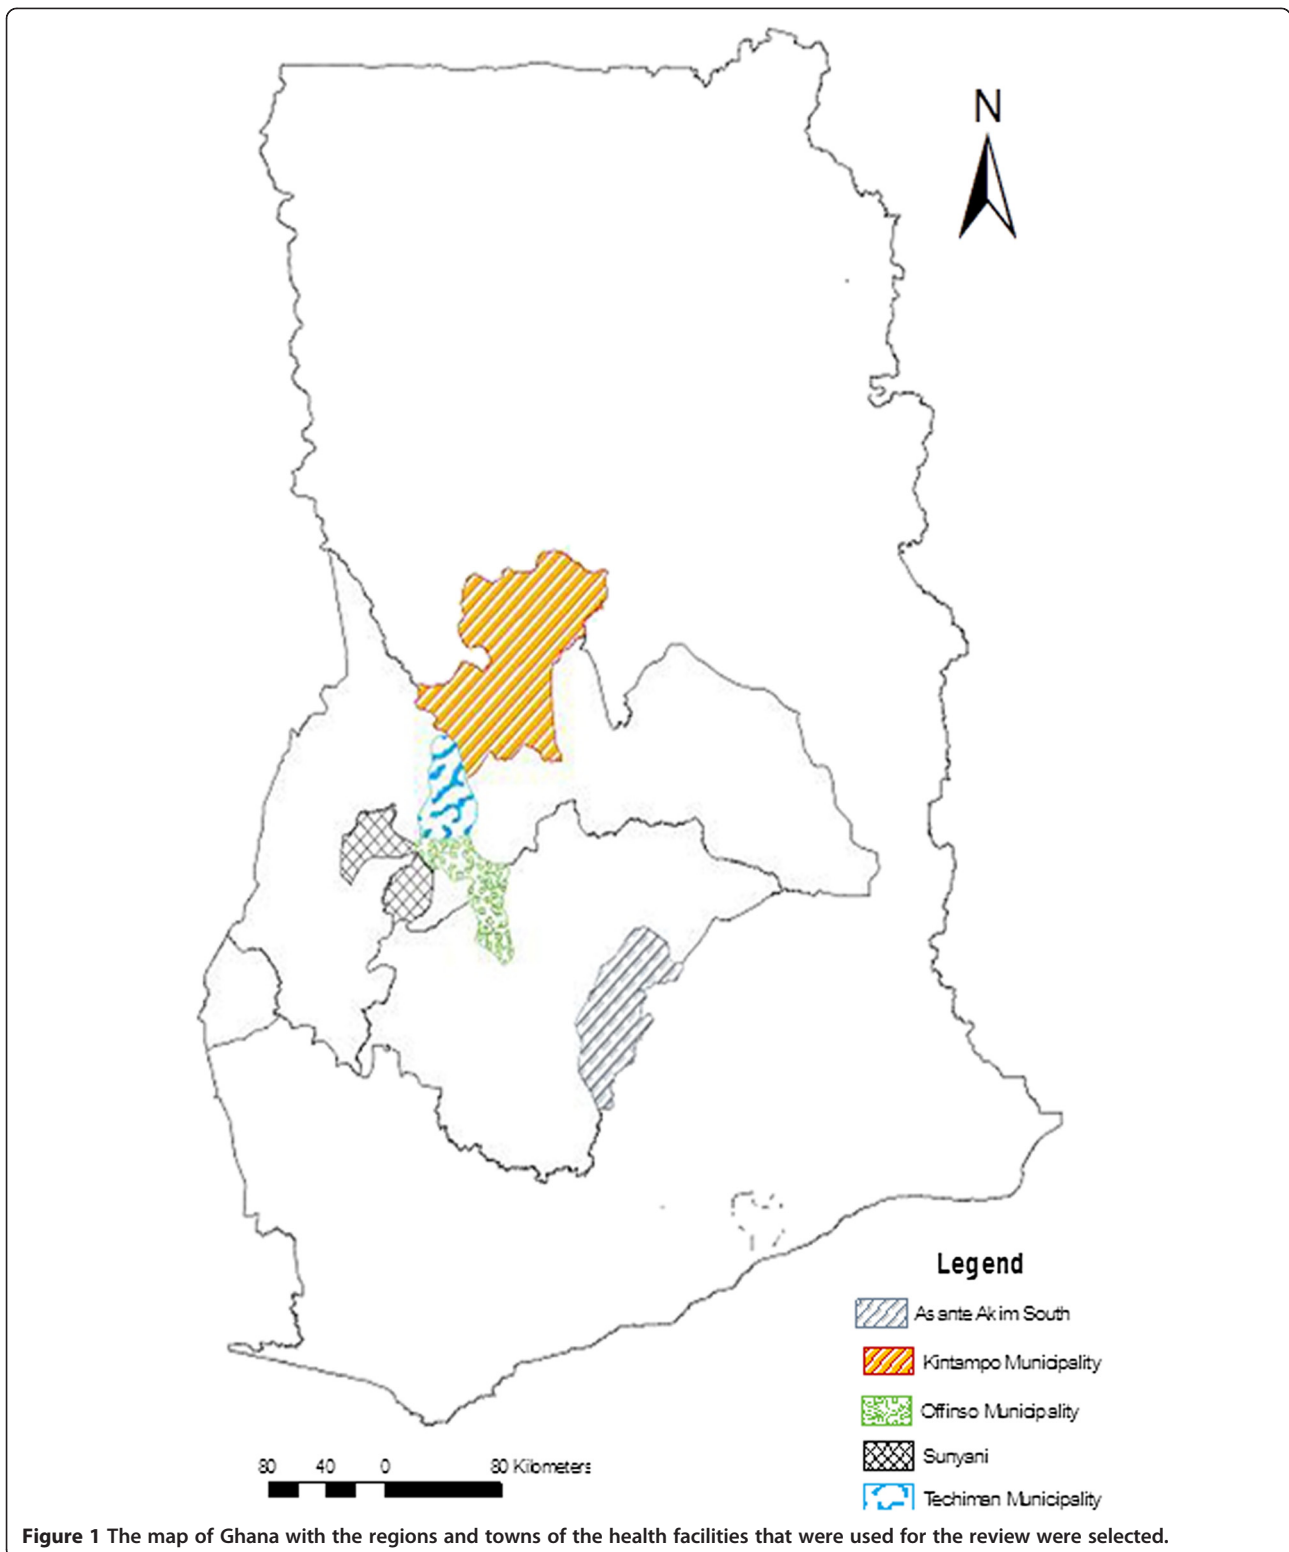 N
Legend
Asante Akim South
Kintampo Municipality
Offinso Municipality
Sunyani
Techiman Municipality
80 40 0 80 Kilometers
Figure 1 The map of Ghana with the regions and towns of the health facilities that were used for the review were selected.